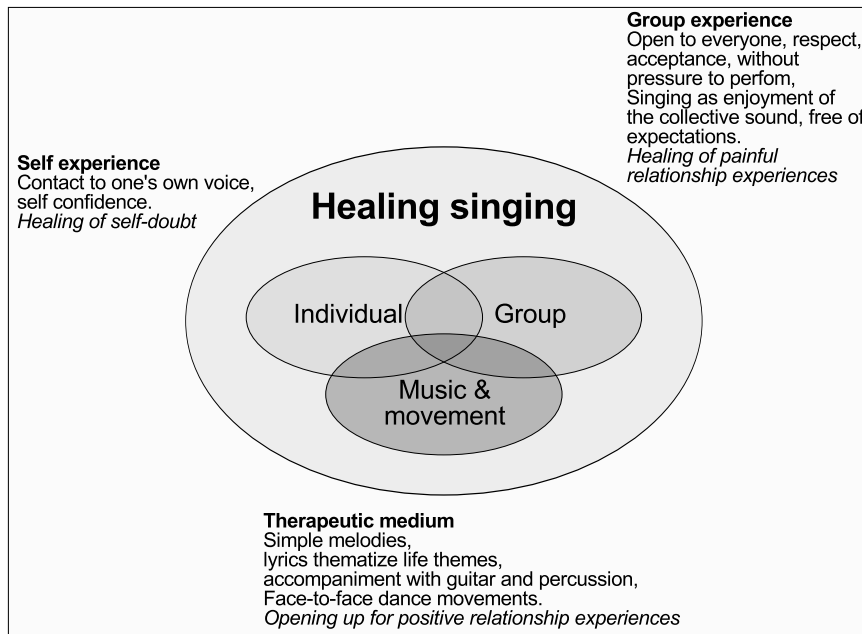 Group experience
Open to everyone, respect,
acceptance, without
pressure to perfom,
Singing as enjoyment of
the collective sound, free of
expectations.
Healing of painful
relationship experiences
Self experience
Contact to one's own voice,
self confidence.
Healing of self-doubt
Healing singing
Individual
Group
Music &
movement
Therapeutic medium
Simple melodies,
lyrics thematize life themes,
accompaniment with guitar and percussion,
Face-to-face dance movements.
Opening up for positive relationship experiences